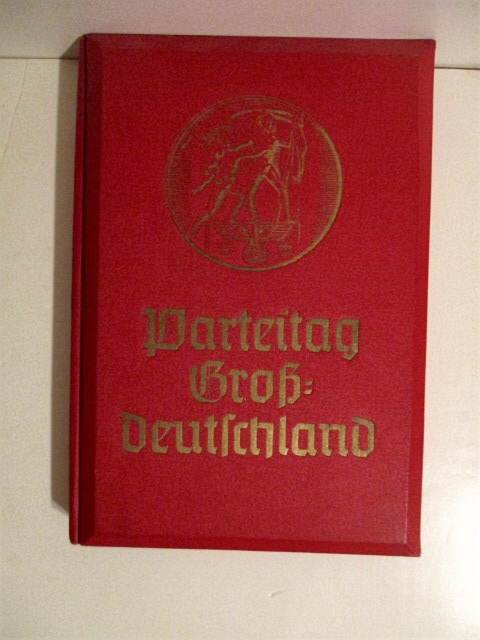 Parteitag
Groß-
deutschland